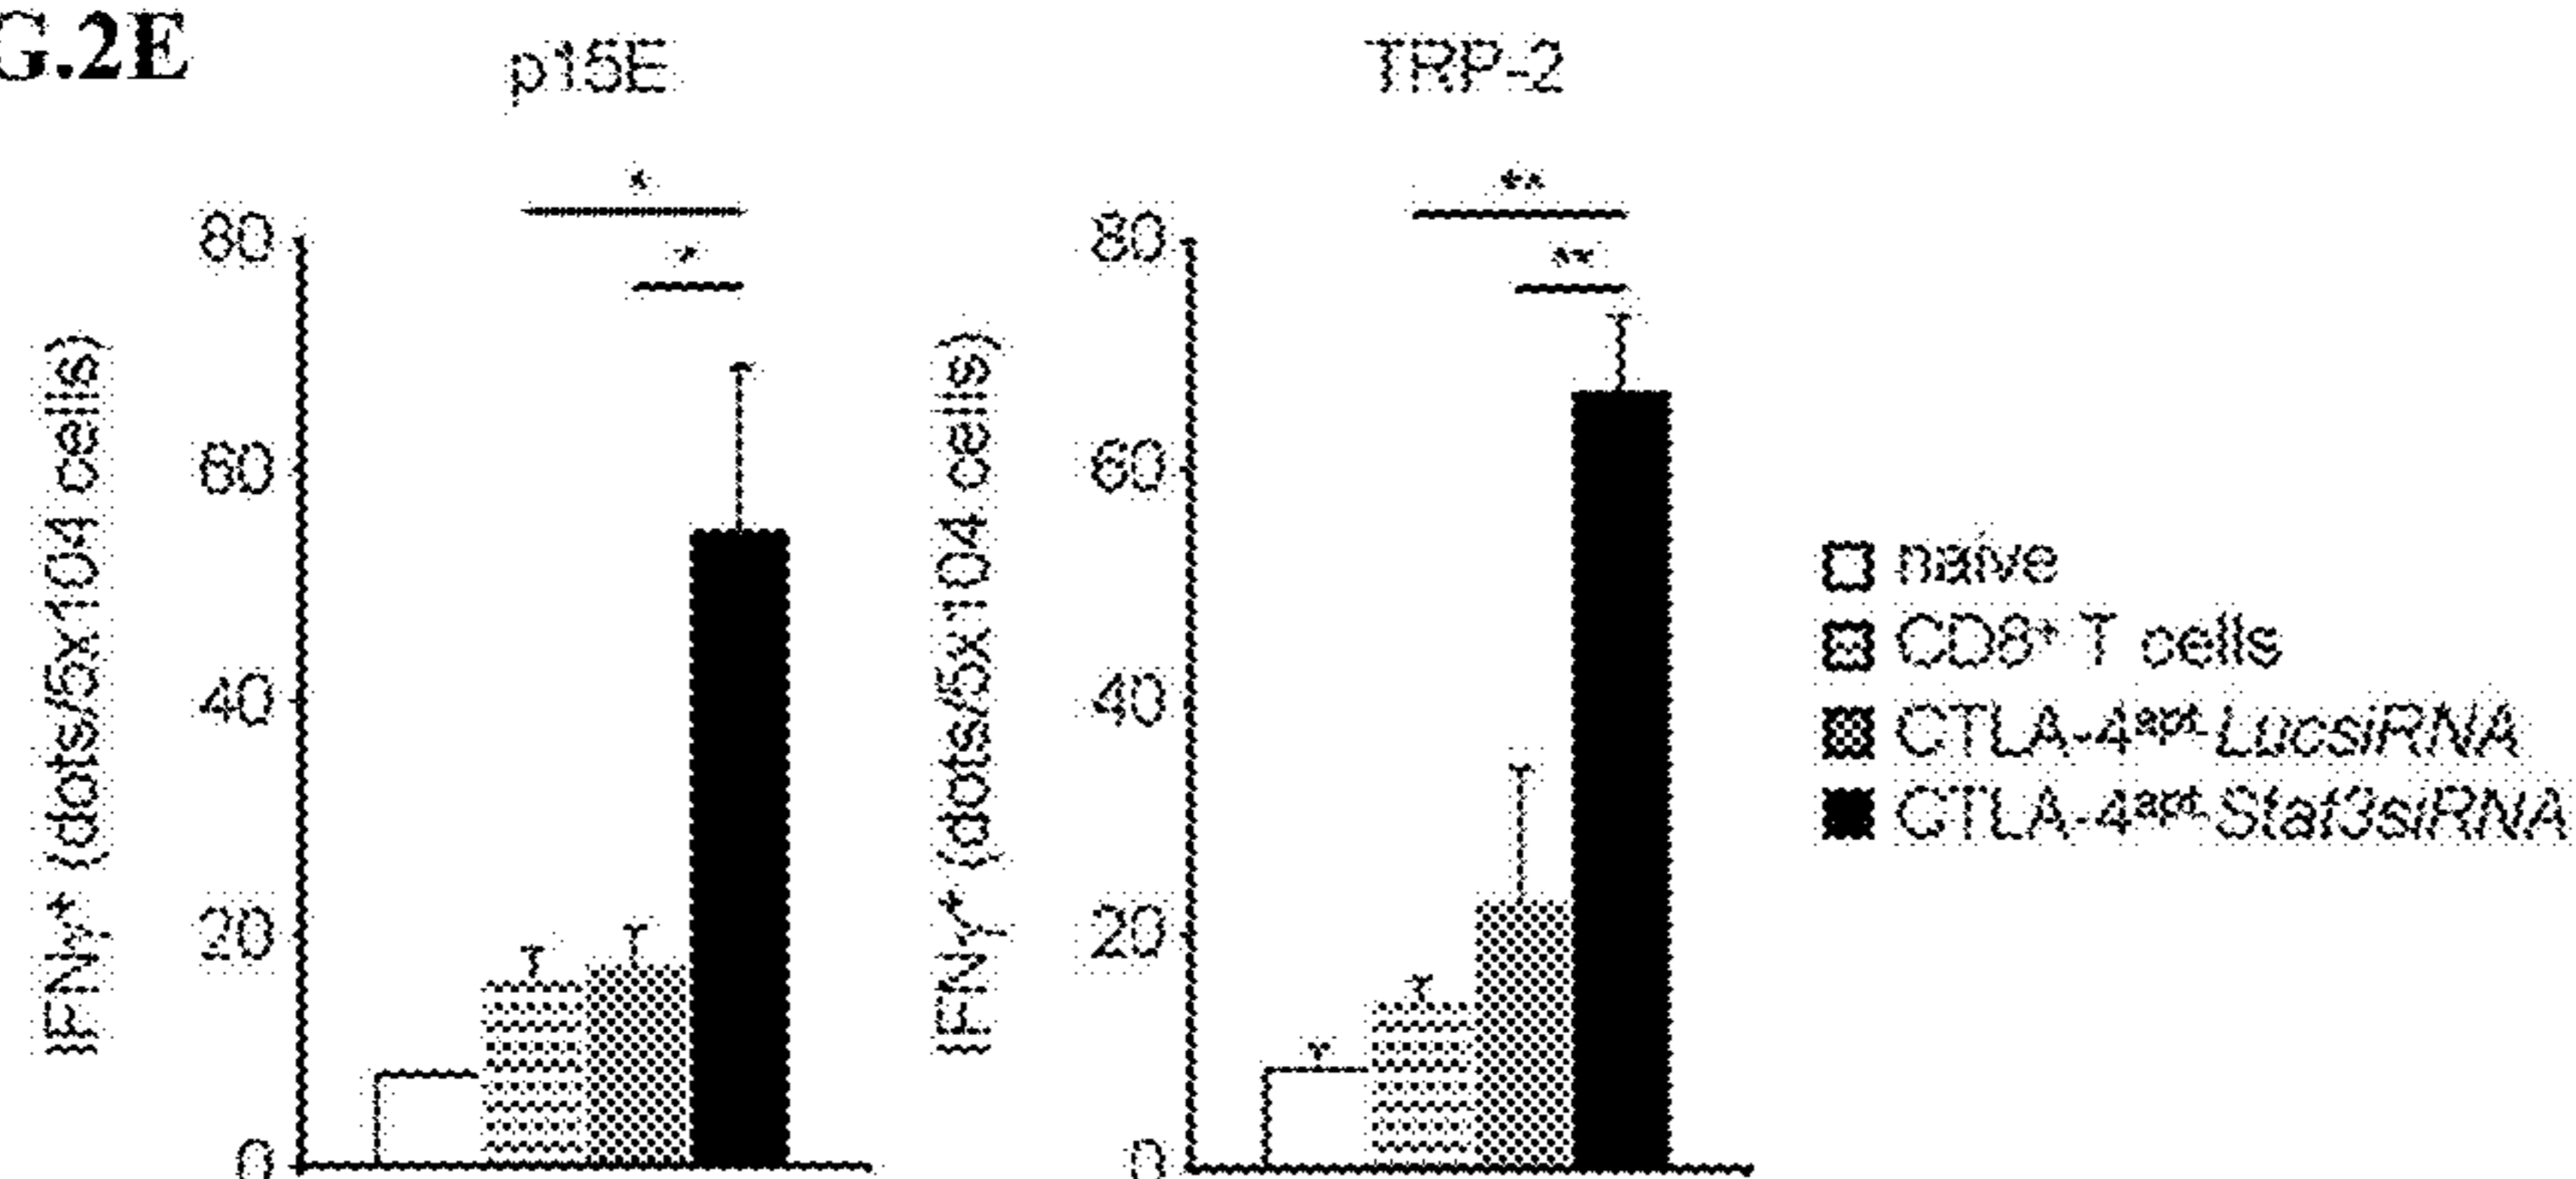 G.2E
p15E
TRP-2
*
**
*
**
80
60
40
20
0
IFNγ⁺ (dots/5x104 cells)
80
60
40
20
0
IFNγ⁺ (dots/5x104 cells)
naïve
CD8⁺ T cells
CTLA-4ᵃᵖᵗ-LucsiRNA
CTLA-4ᵃᵖᵗ-Stat3siRNA